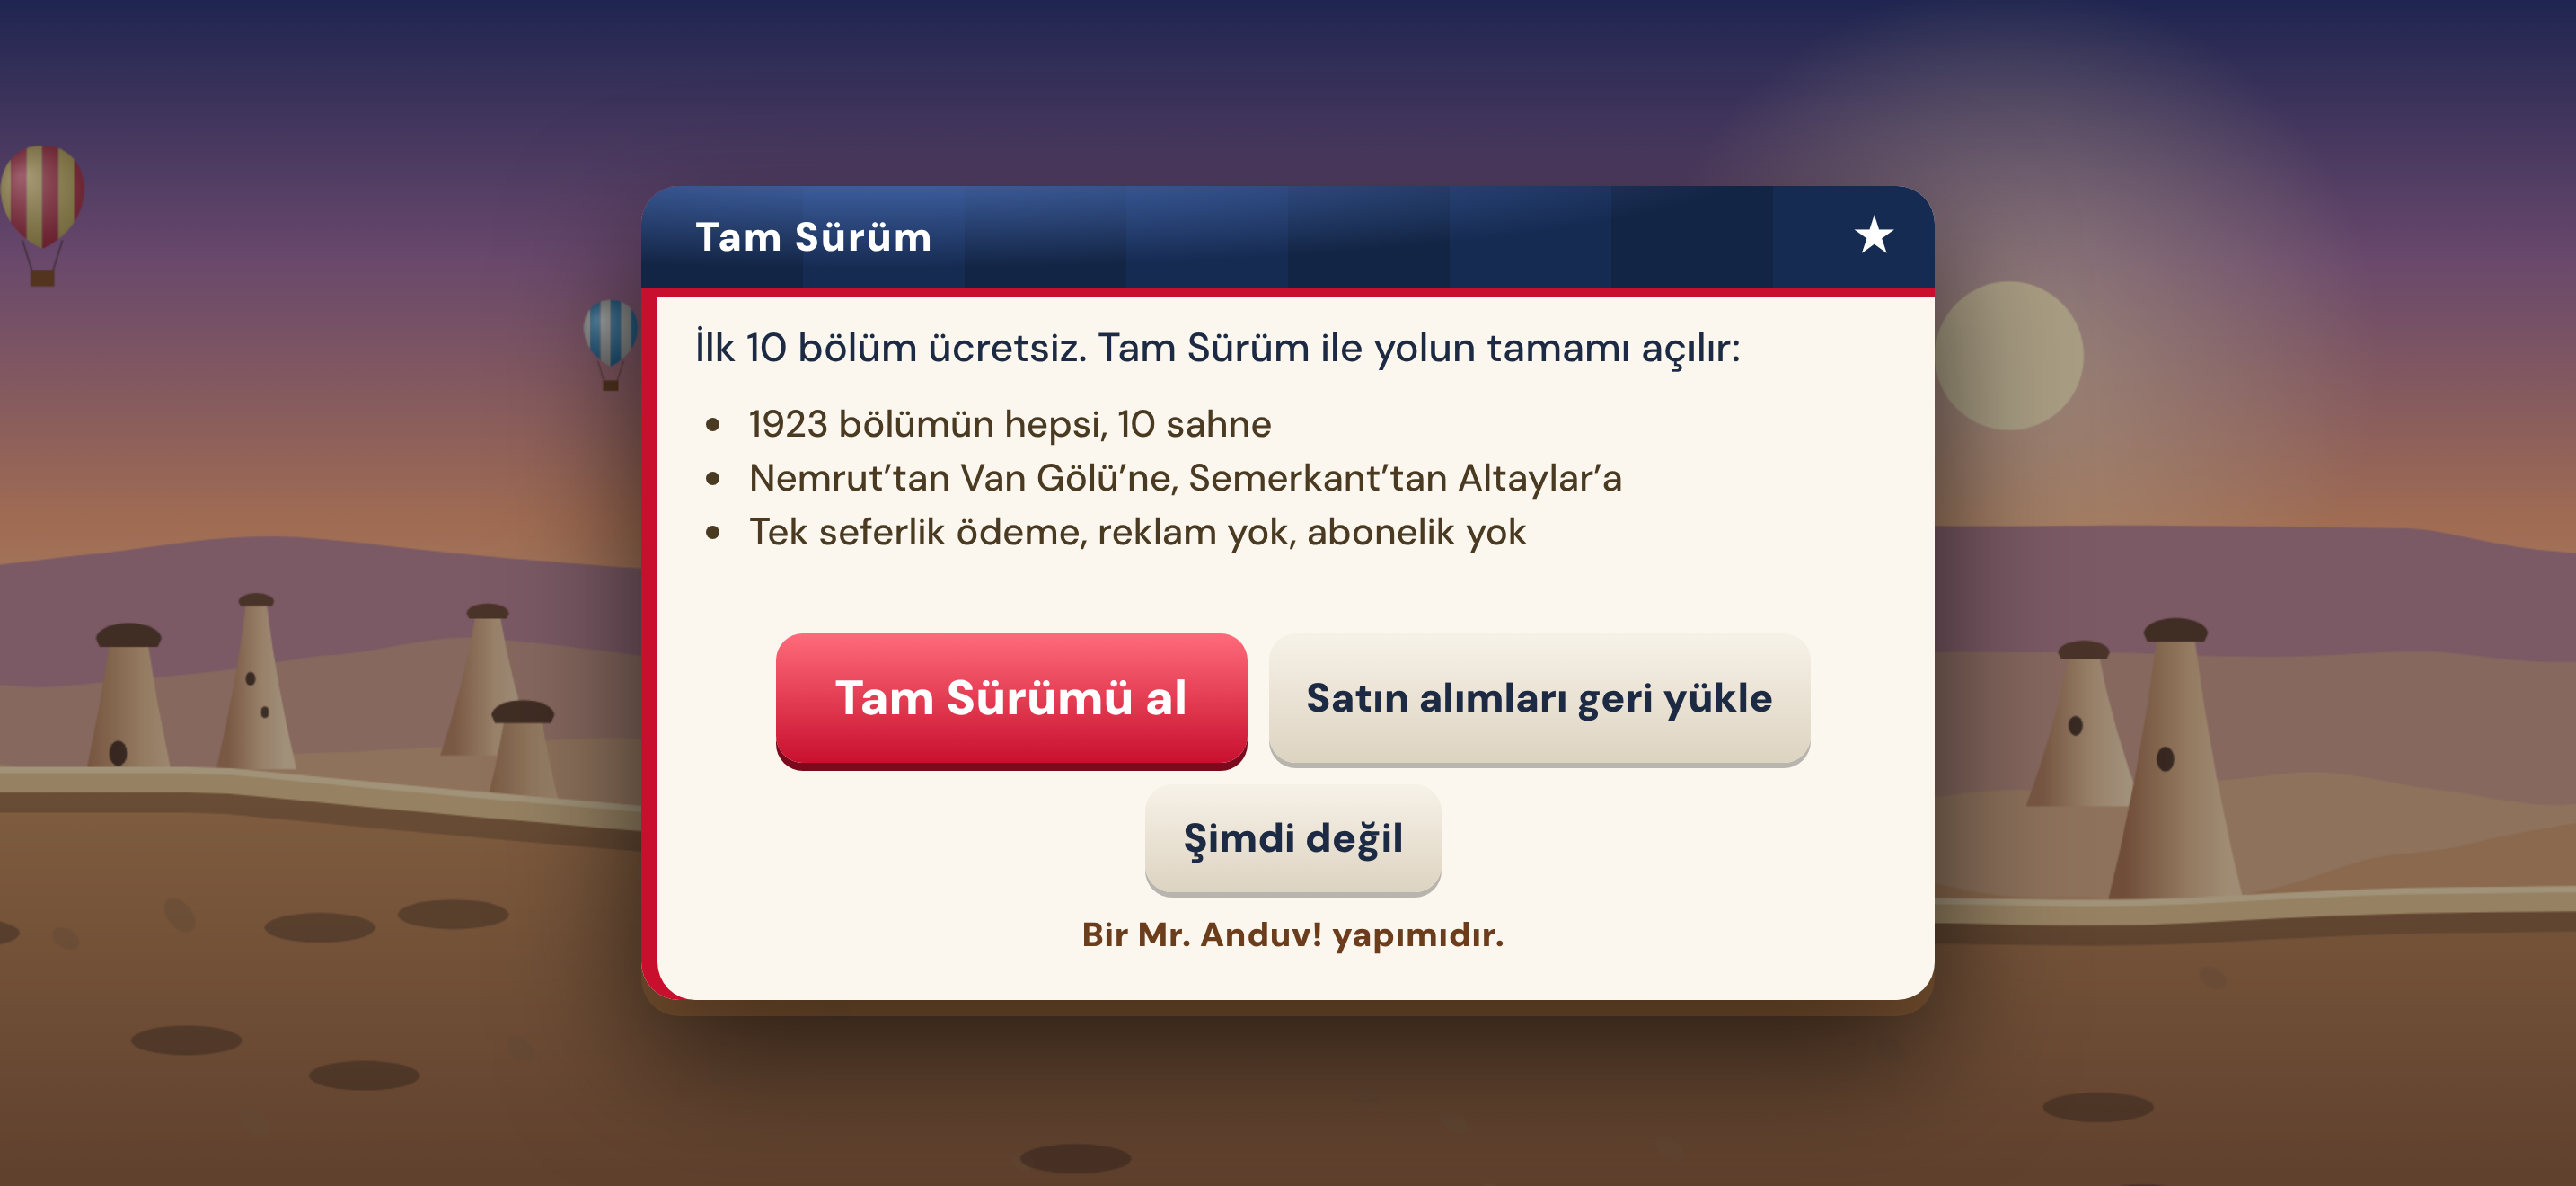 Tam Sürüm
İlk 10 bölüm ücretsiz. Tam Sürüm ile yolun tamamı açılır:
• 1923 bölümün hepsi, 10 sahne
• Nemrut’tan Van Gölü’ne, Semerkant’tan Altaylar’a
• Tek seferlik ödeme, reklam yok, abonelik yok
Tam Sürümü al
Satın alımları geri yükle
Şimdi değil
Bir Mr. Anduv! yapımıdır.